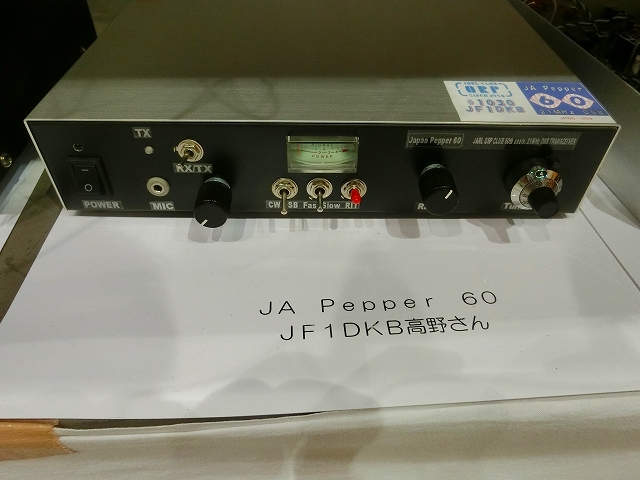 QRP
#1030
JF1DKB
JA Pepper
60
TX
Japan Pepper 60
POWER
RX/TX
POWER
MIC
CW
SB
Fas
Slow
RIT
JA Pepper 60
JF1DKB高野さん